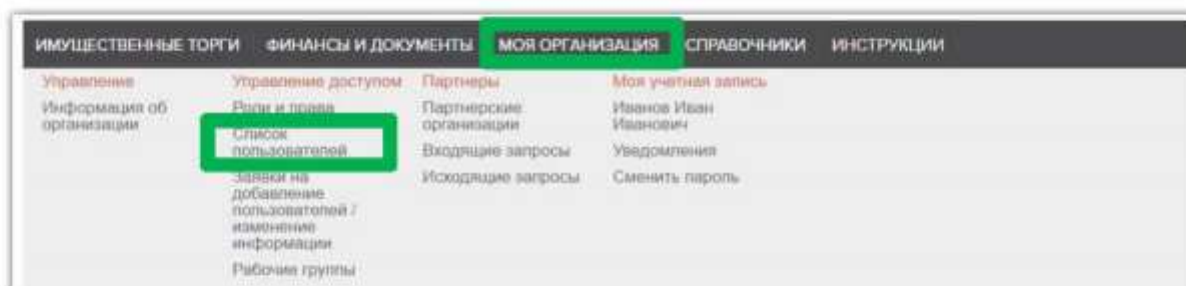 ИМУЩЕСТВЕННЫЕ ТОРГИ ФИНАНСЫ И ДОКУМЕНТЫ МОЯ ОРГАНИЗАЦИЯ СПРАВОЧНИКИ ИНСТРУКЦИИ
Управление
Информация об
организации
Управление доступом
Роли и права
Список
пользователей
Заявки на
добавление
пользователей /
изменение
информации
Рабочие группы
Партнеры
Партнерские
организации
Входящие запросы
Исходящие запросы
Моя учетная запись
Иванов Иван
Иванович
Уведомления
Сменить пароль